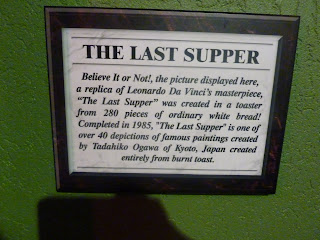 THE LAST SUPPER
Believe It or Not!, the picture displayed here,
a replica of Leonardo Da Vinci's masterpiece,
"The Last Supper" was created in a toaster
from 280 pieces of ordinary white bread!
Completed in 1985, "The Last Supper" is one of
over 40 depictions of famous paintings created
by Tadahiko Ogawa of Kyoto, Japan created
entirely from burnt toast.